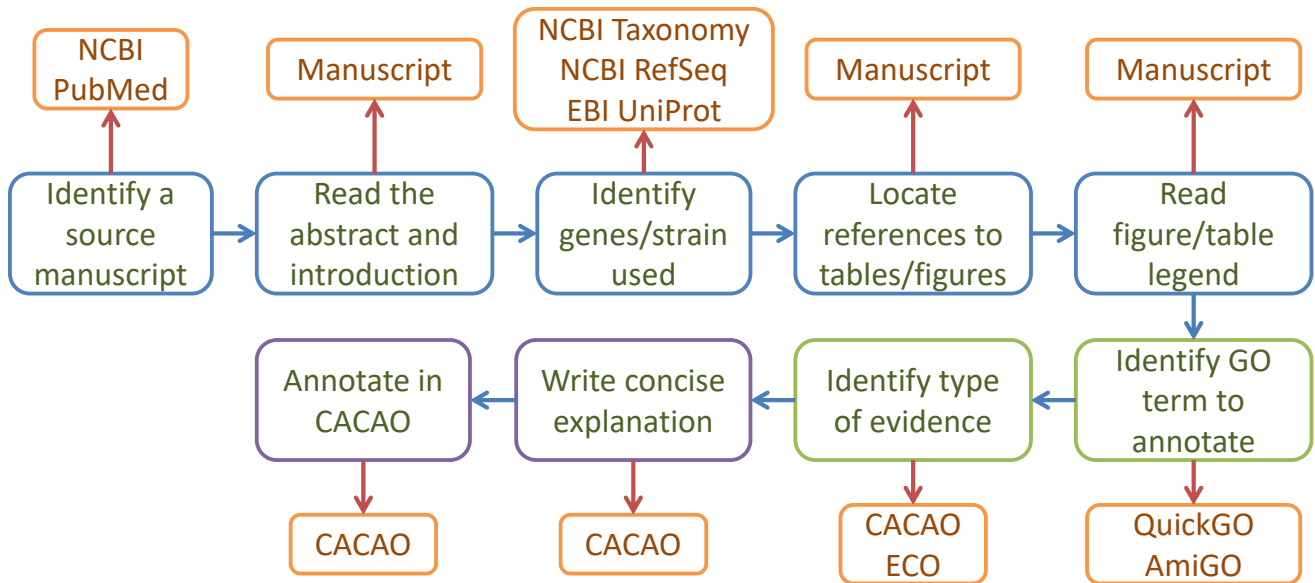 NCBI
PubMed
Manuscript
NCBI Taxonomy
NCBI RefSeq
EBI UniProt
Manuscript
Manuscript
Identify a
source
manuscript
Read the
abstract and
introduction
Identify
genes/strain
used
Locate
references to
tables/figures
Read
figure/table
legend
Identify GO
term to
annotate
Identify type
of evidence
Write concise
explanation
Annotate in
CACAO
QuickGO
AmiGO
CACAO
ECO
CACAO
CACAO